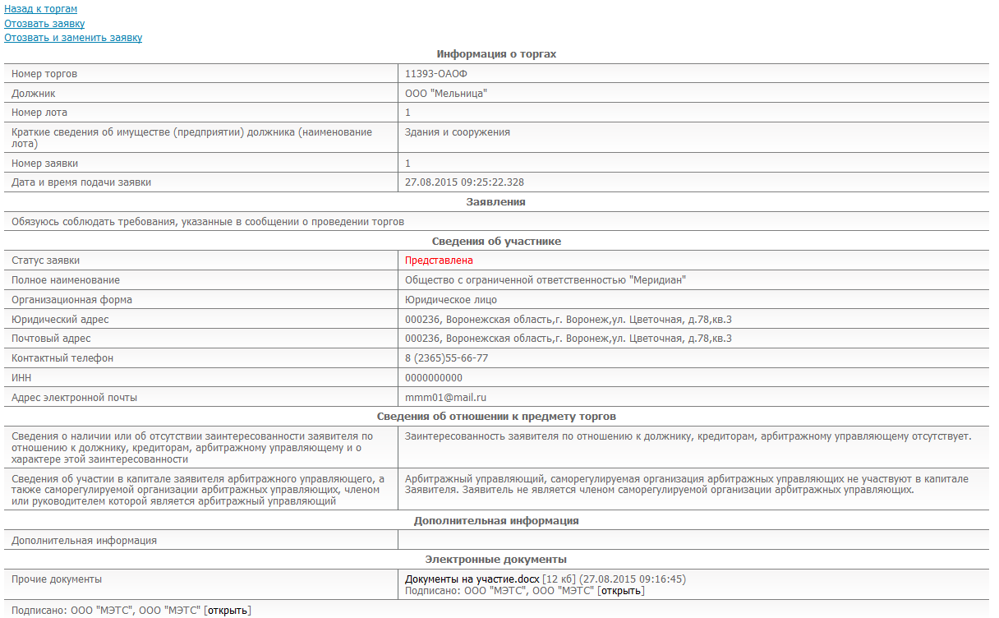 Назад к торгам
Отозвать заявку
Отозвать и заменить заявку
Информация о торгах
Номер торгов 11393-ОАОФ
Должник ООО "Мельница"
Номер лота 1
Краткие сведения об имуществе (предприятии) должника (наименование Здания и сооружения
лота)
Номер заявки 1
Дата и время подачи заявки 27.08.2015 09:25:22.328
Заявления
Обязуюсь соблюдать требования, указанные в сообщении о проведении торгов
Сведения об участнике
Статус заявки Представлена
Полное наименование Общество с ограниченной ответственностью "Меридиан"
Организационная форма Юридическое лицо
Юридический адрес 000236, Воронежская область,г. Воронеж,ул. Цветочная, д.78,кв.3
Почтовый адрес 000236, Воронежская область,г. Воронеж,ул. Цветочная, д.78,кв.3
Контактный телефон 8 (2365)55-66-77
ИНН 0000000000
Адрес электронной почты mmm01@mail.ru
Сведения об отношении к предмету торгов
Сведения о наличии или об отсутствии заинтересованности заявителя по
отношению к должнику, кредиторам, арбитражному управляющему и о
характере этой заинтересованности
Заинтересованность заявителя по отношению к должнику, кредиторам, арбитражному управляющему отсутствует.
Сведения об участии в капитале заявителя арбитражного управляющего, а
также саморегулируемой организации арбитражных управляющих, членом
или руководителем которой является арбитражный управляющий
Арбитражный управляющий, саморегулируемая организация арбитражных управляющих не участвуют в капитале
Заявителя. Заявитель не является членом саморегулируемой организации арбитражных управляющих.
Дополнительная информация
Дополнительная информация
Электронные документы
Прочие документы Документы на участие.docx [12 кб] (27.08.2015 09:16:45)
Подписано: ООО "МЭТС", ООО "МЭТС" [открыть]
Подписано: ООО "МЭТС", ООО "МЭТС" [открыть]